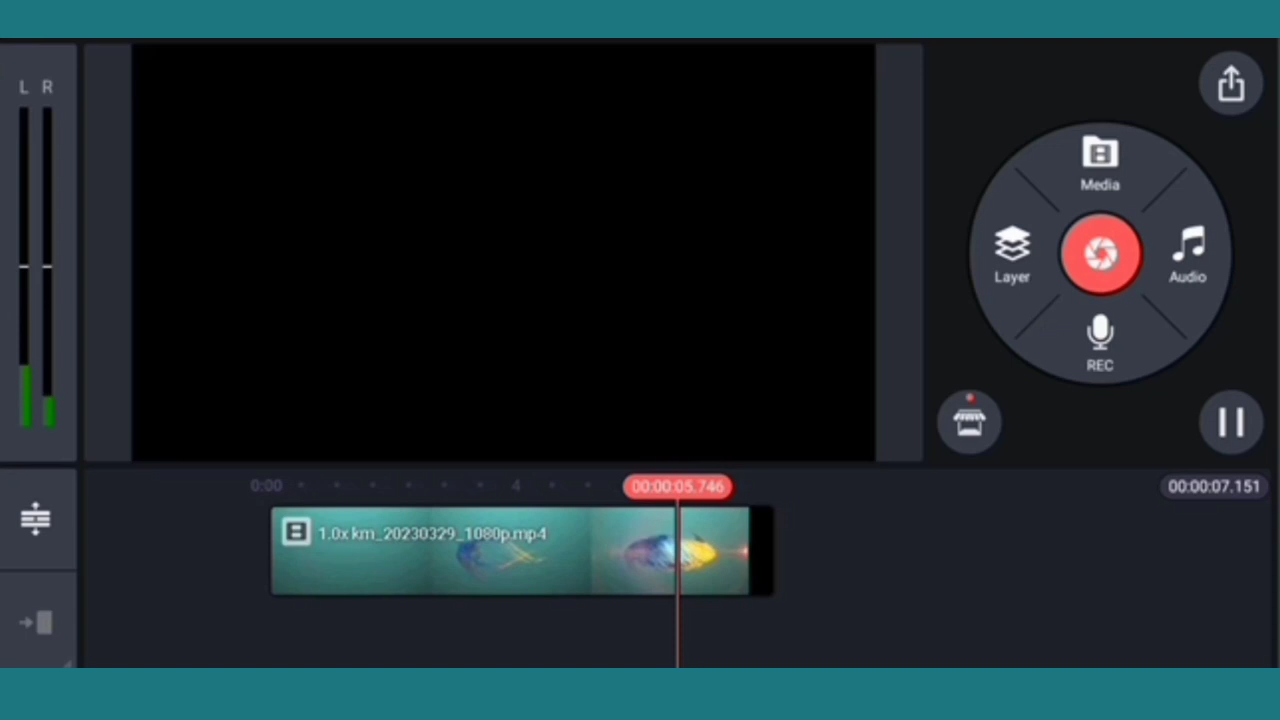 L R
Media
Layer
Audio
REC
0:00
4
00:00:05.746
00:00:07.151
1.0x km_20230329_1080p.mp4